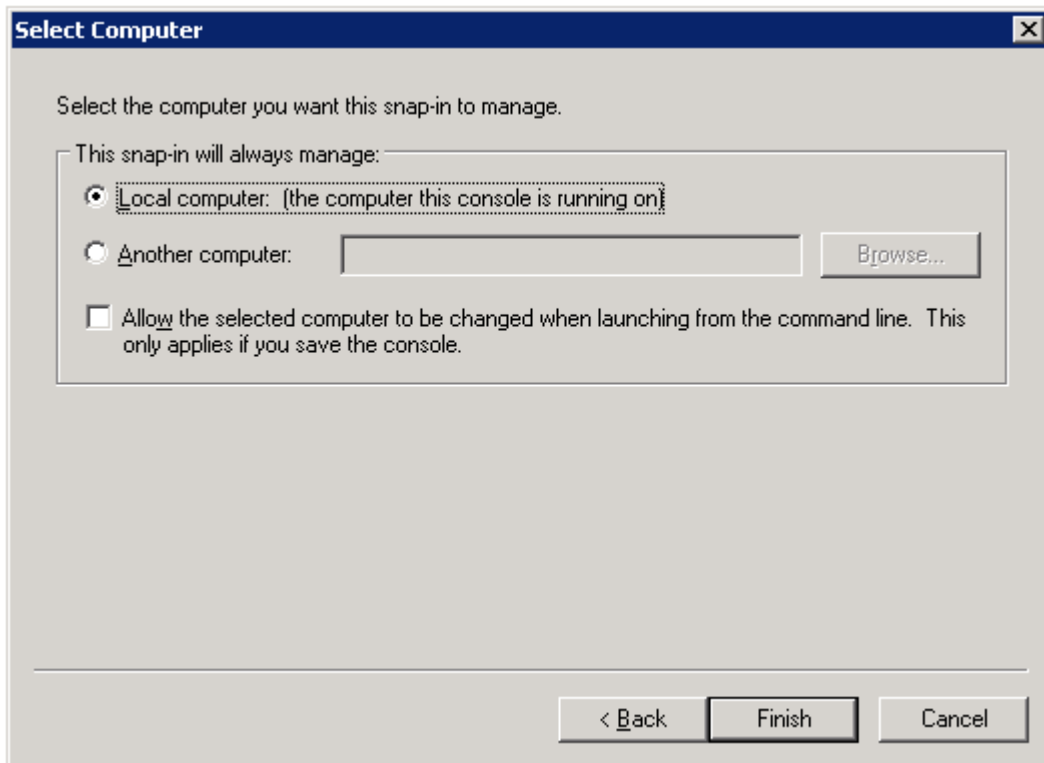 Select Computer
Select the computer you want this snap-in to manage.
This snap-in will always manage:
Local computer:  (the computer this console is running on)
Another computer:
Browse...
Allow the selected computer to be changed when launching from the command line.  This
only applies if you save the console.
< Back
Finish
Cancel